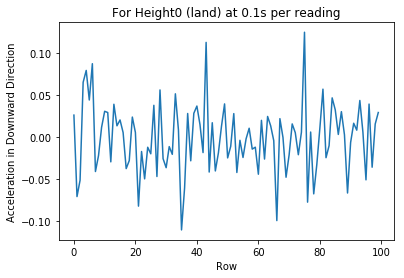 For Height0 (land) at 0.1s per reading
Acceleration in Downward Direction
0.10
0.05
0.00
−0.05
−0.10
0 20 40 60 80 100
Row